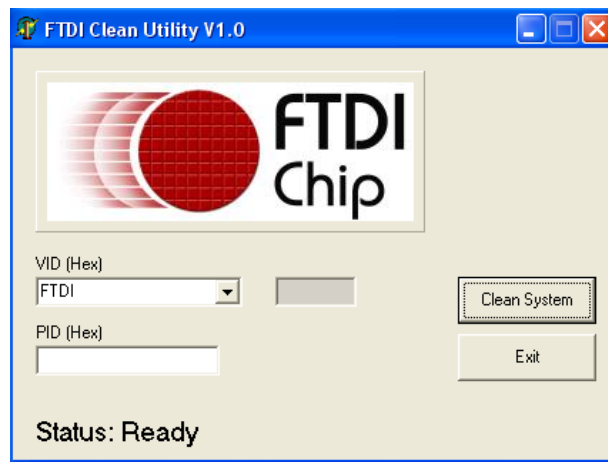 FTDI Clean Utility V1.0
FTDI
Chip
VID (Hex)
FTDI
Clean System
PID (Hex)
Exit
Status: Ready